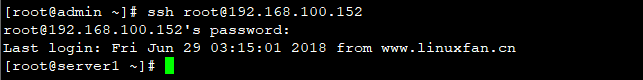 [root@admin ~]# ssh root@192.168.100.152
root@192.168.100.152's password:
Last login: Fri Jun 29 03:15:01 2018 from www.linuxfan.cn
[root@server1 ~]#